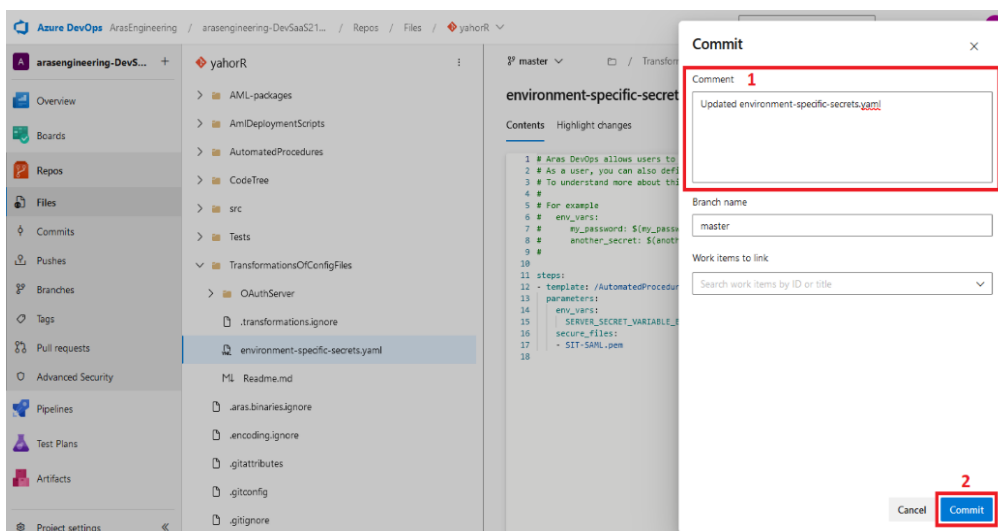 Azure DevOps ArasEngineering / arasengineering-DevSaaS21... / Repos / Files / yahorR
A arasengineering-DevS... +
Overview
Boards
Repos
Files
Commits
Pushes
Branches
Tags
Pull requests
Advanced Security
Pipelines
Test Plans
Artifacts
Project settings
yahorR
AML-packages
AmlDeploymentScripts
AutomatedProcedures
CodeTree
src
Tests
TransformationsOfConfigFiles
OAuthServer
.transformations.ignore
environment-specific-secrets.yaml
M↓ Readme.md
.aras.binaries.ignore
.encoding.ignore
.gitattributes
.gitconfig
.gitignore
master / Transform
environment-specific-secret
Contents Highlight changes
1 # Aras DevOps allows users to
2 # As a user, you can also defi
3 # To understand more about thi
4 #
5 # For example
6 # env_vars:
7 # my_password: $(my_passw
8 # another_secret: $(anoth
9 #
10
11 steps:
12 - template: /AutomatedProcedur
13 parameters:
14 env_vars:
15 SERVER_SECRET_VARIABLE_E
16 secure_files:
17 - SIT-SAML.pem
18
Commit
Comment 1
Updated environment-specific-secrets.yaml
Branch name
master
Work items to link
Search work items by ID or title
2
Cancel Commit